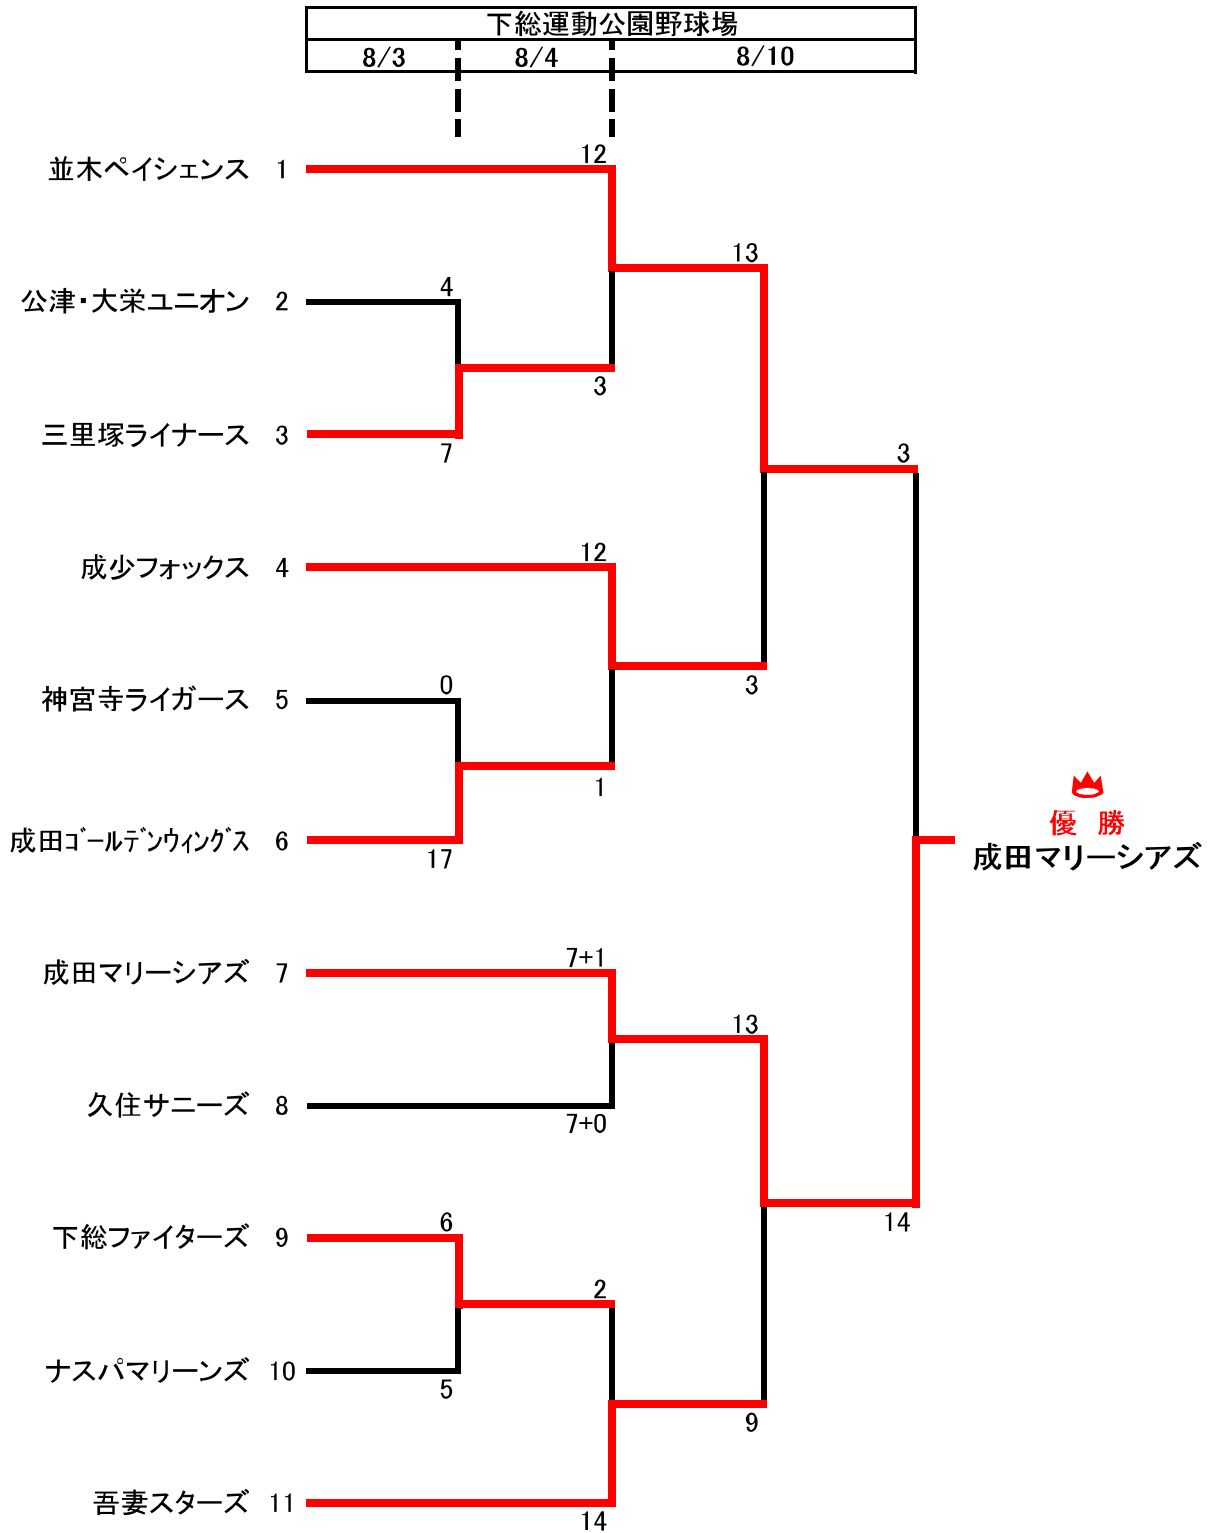 下総運動公園野球場
8/3 8/4 8/10
12
並木ペイシェンス 1
13
4
公津・大栄ユニオン 2
3
7
三里塚ライナース 3
3
12
成少フォックス 4
3
0
神宮寺ライガース 5
1
成田ｺﾞｰﾙﾃﾞﾝｳｨﾝｸﾞｽ 6
17
優 勝
成田マリーシアズ
7+1
成田マリーシアズ 7
13
久住サニーズ 8
7+0
14
6
下総ファイターズ 9
2
ナスパマリーンズ 10
5
9
吾妻スターズ 11
14